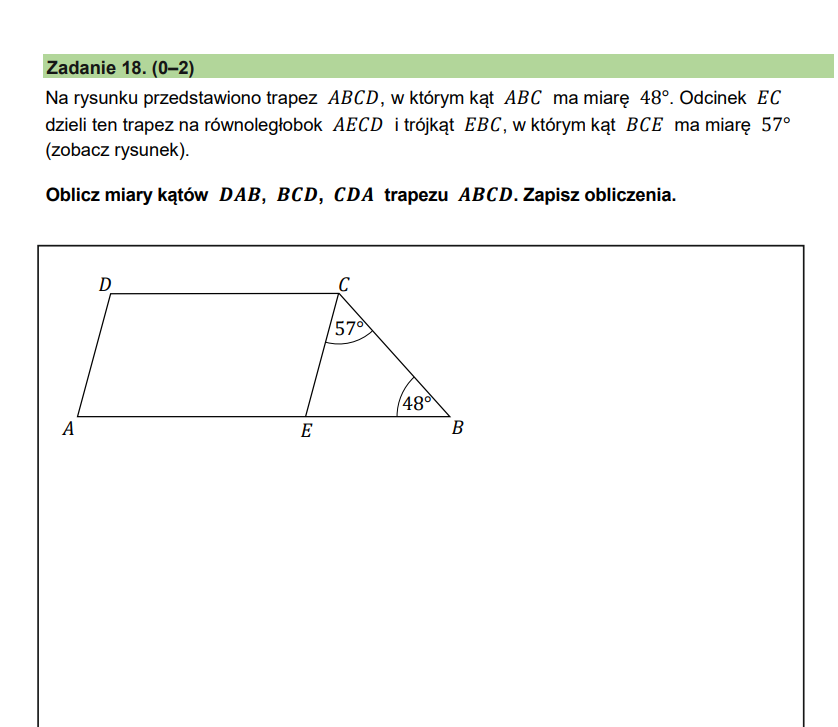 Zadanie 18. (0–2)
Na rysunku przedstawiono trapez ABCD, w którym kąt ABC ma miarę 48°. Odcinek EC
dzieli ten trapez na równoległobok AECD i trójkąt EBC, w którym kąt BCE ma miarę 57°
(zobacz rysunek).
Oblicz miary kątów DAB, BCD, CDA trapezu ABCD. Zapisz obliczenia.
D
C
57°
48°
A
E
B